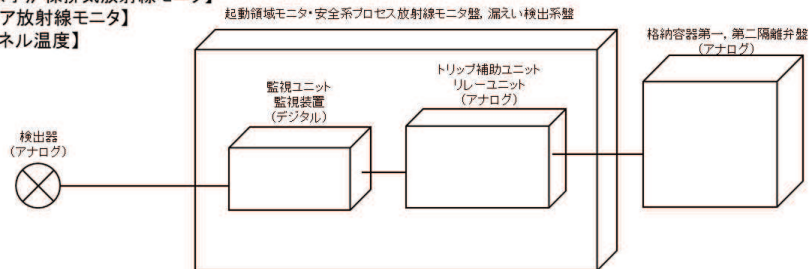 ア放射線モニタ】
ネル温度】
起動領域モニタ・安全系プロセス放射線モニタ盤, 漏えい検出系盤
格納容器第一, 第二隔離弁盤
(アナログ)
トリップ補助ユニット
リレーユニット
(アナログ)
監視ユニット
監視装置
(デジタル)
検出器
(アナログ)